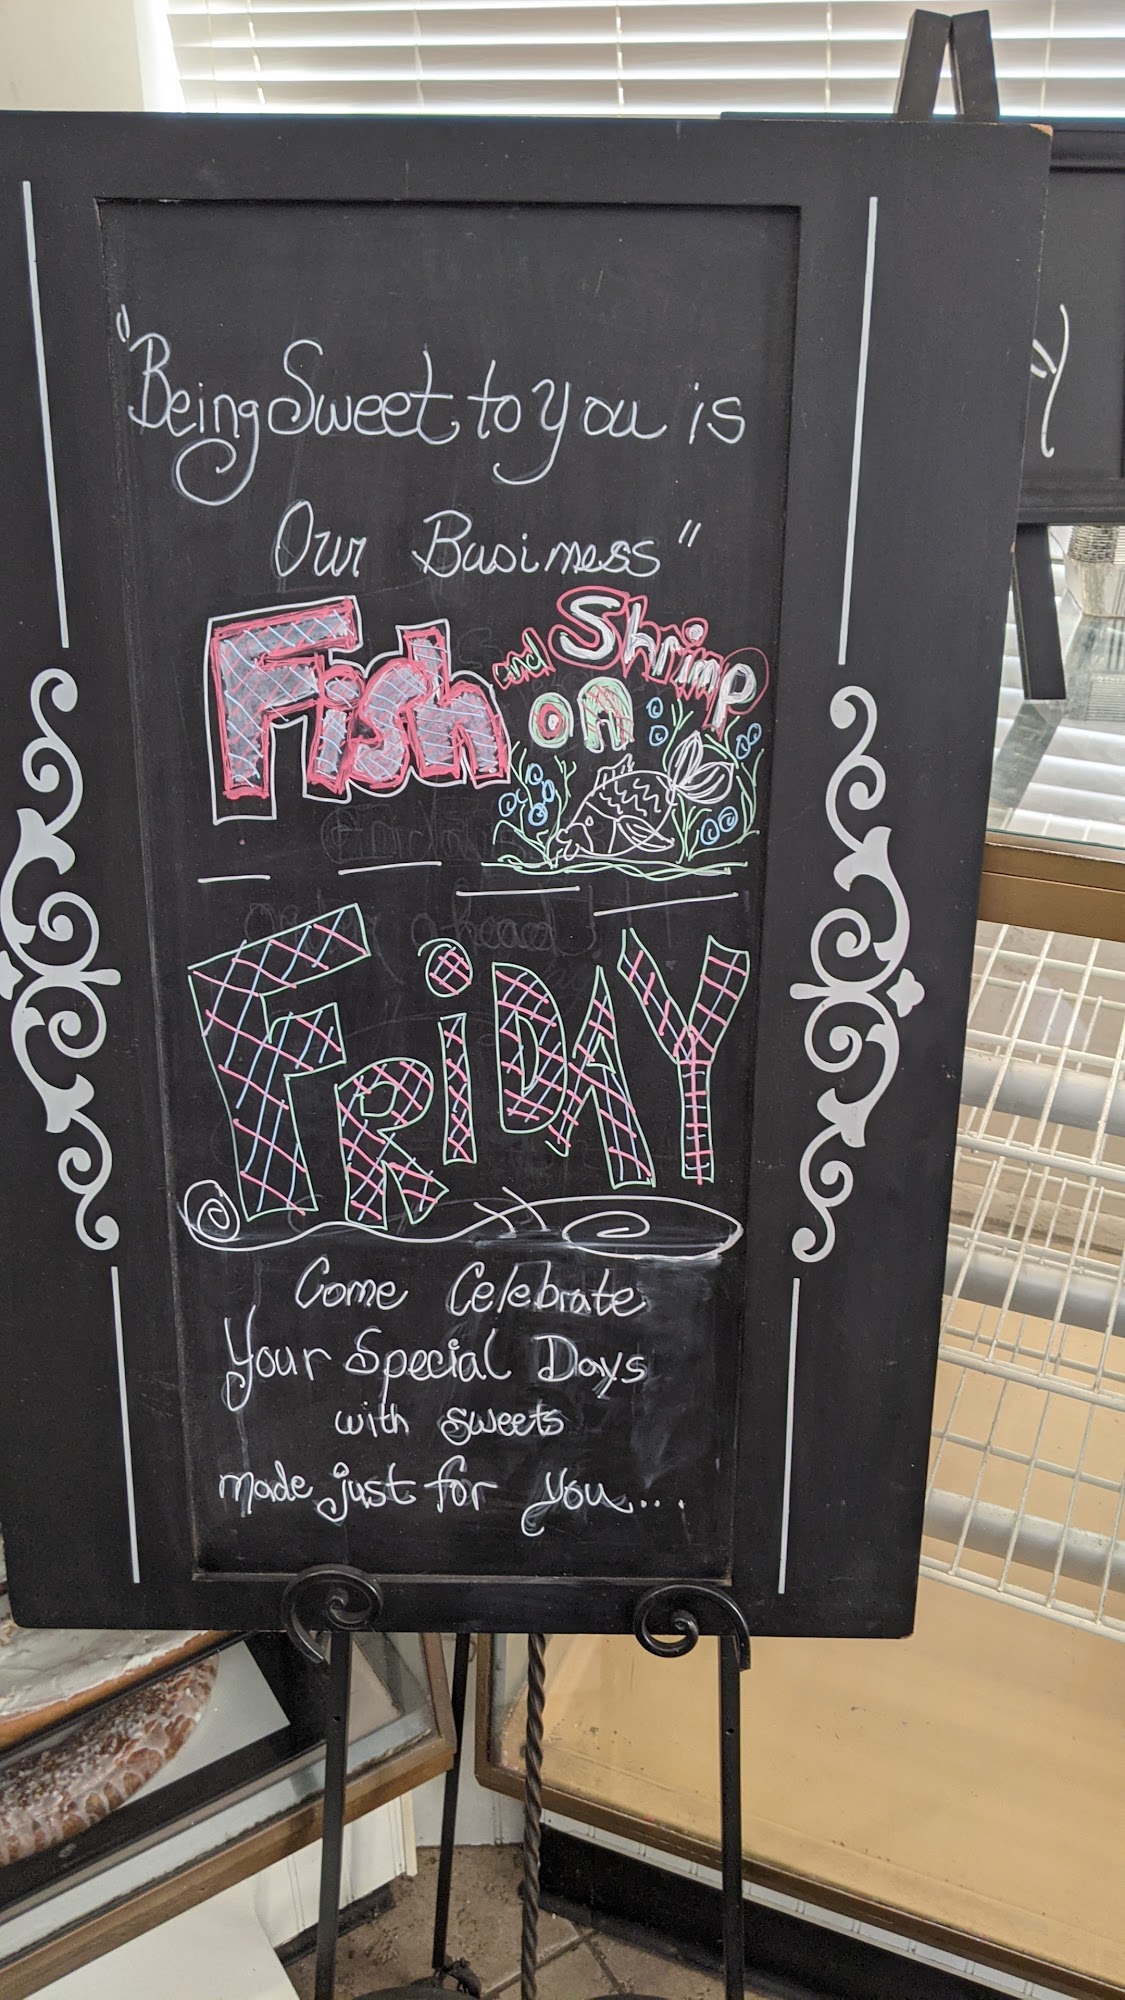 "Being Sweet to you is
Our Business"
Fish and Shrimp
on
FRiDAY
Come Celebrate
Your Special Days
with sweets
made just for you...